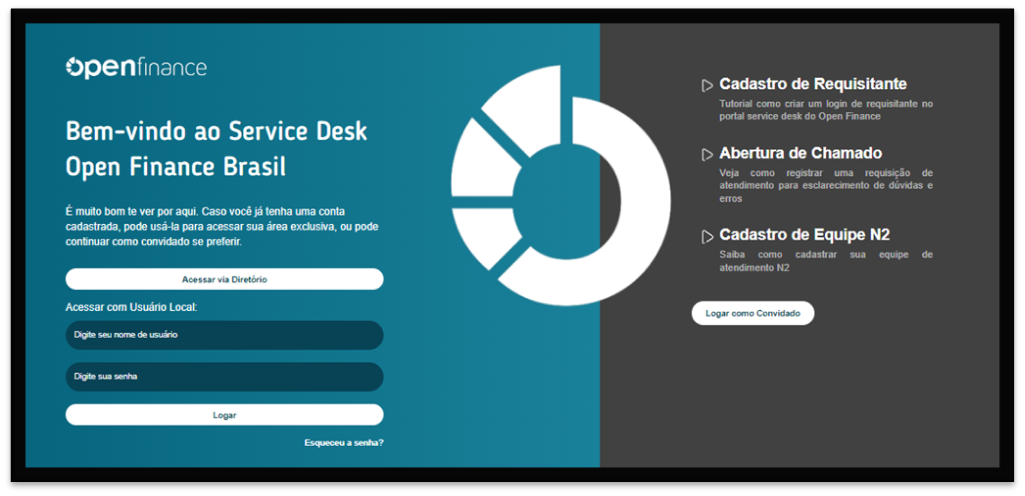 openfinance
Bem-vindo ao Service Desk
Open Finance Brasil
É muito bom te ver por aqui. Caso você já tenha uma conta
cadastrada, pode usá-la para acessar sua área exclusiva, ou pode
continuar como convidado se preferir.
Acessar via Diretório
Acessar com Usuário Local:
Digite seu nome de usuário
Digite sua senha
Logar
Esqueceu a senha?
Cadastro de Requisitante
Tutorial como criar um login de requisitante no
portal service desk do Open Finance
Abertura de Chamado
Veja como registrar uma requisição de
atendimento para esclarecimento de dúvidas e
erros
Cadastro de Equipe N2
Saiba como cadastrar sua equipe de
atendimento N2
Logar como Convidado